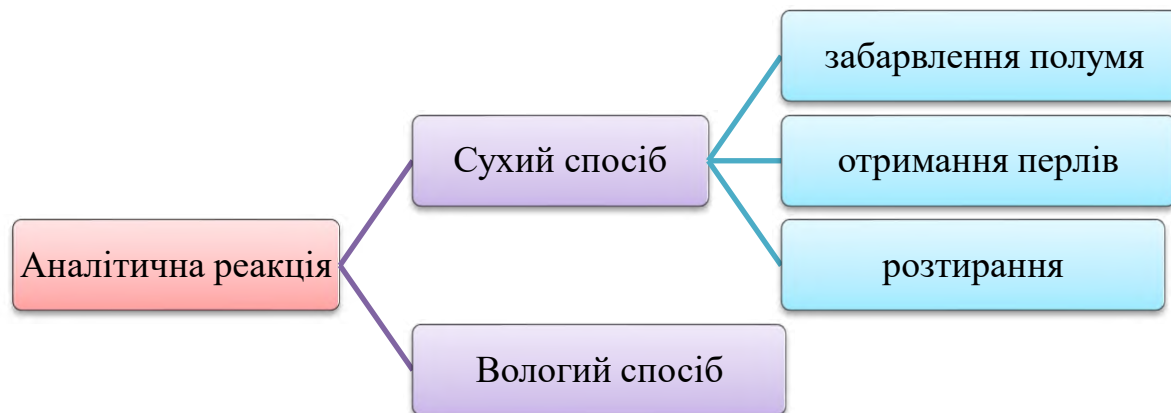 забарвлення полумя
Сухий спосіб
отримання перлів
Аналітична реакція
розтирання
Вологий спосіб